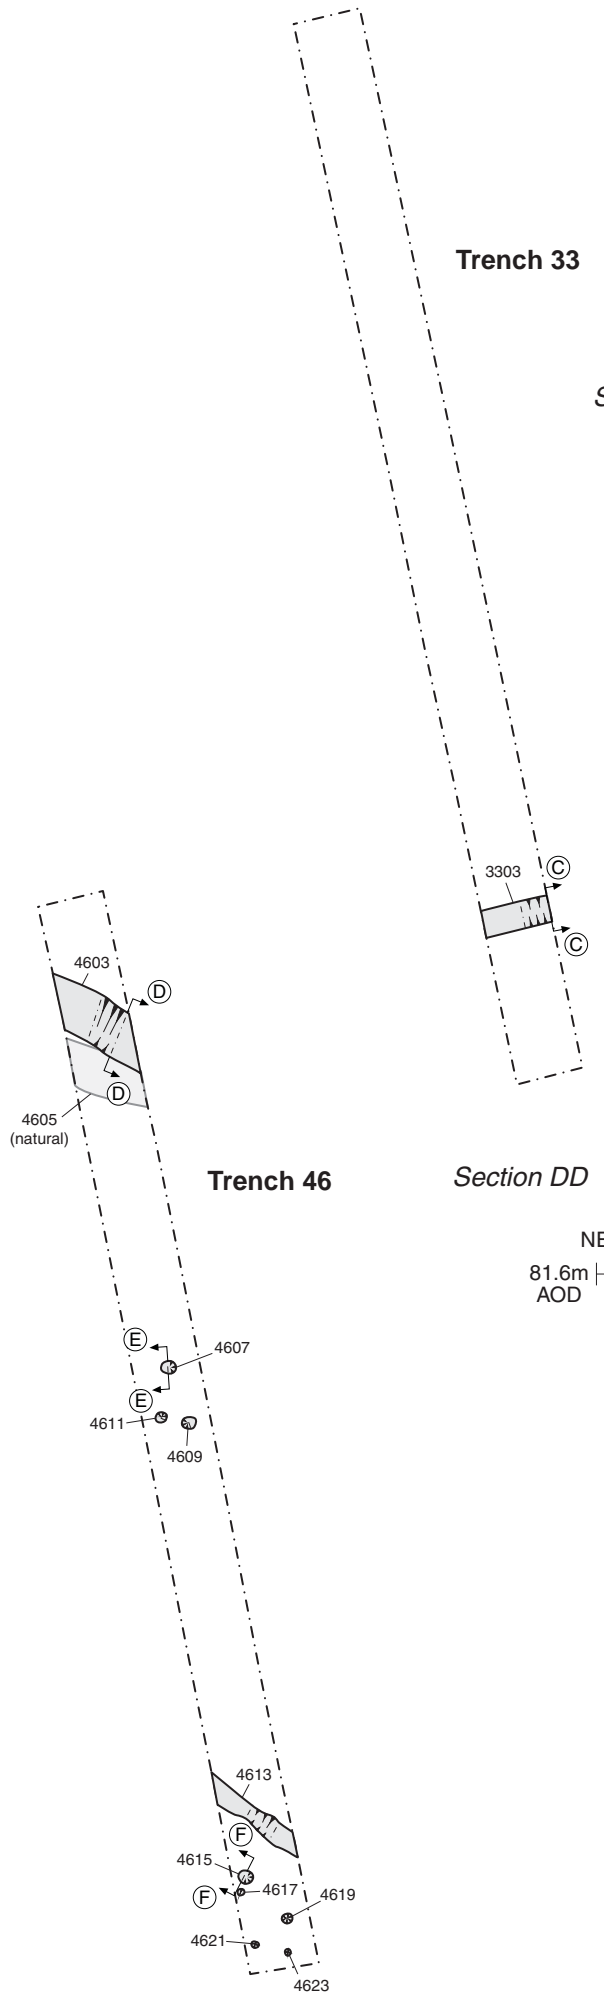 Trench 33
S
3303
C
C
4603
D
D
4605
(natural)
Trench 46
Section DD
NE
81.6m
AOD
E
4607
E
4611
4609
4613
F
4615
F
4617
4619
4621
4623